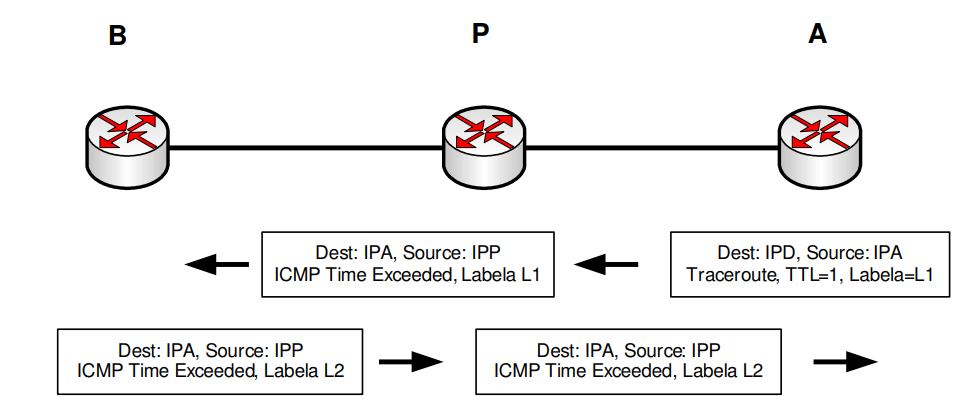 B
P
A
Dest: IPA, Source: IPP
ICMP Time Exceeded, Labela L1
Dest: IPD, Source: IPA
Traceroute, TTL=1, Labela=L1
Dest: IPA, Source: IPP
ICMP Time Exceeded, Labela L2
Dest: IPA, Source: IPP
ICMP Time Exceeded, Labela L2